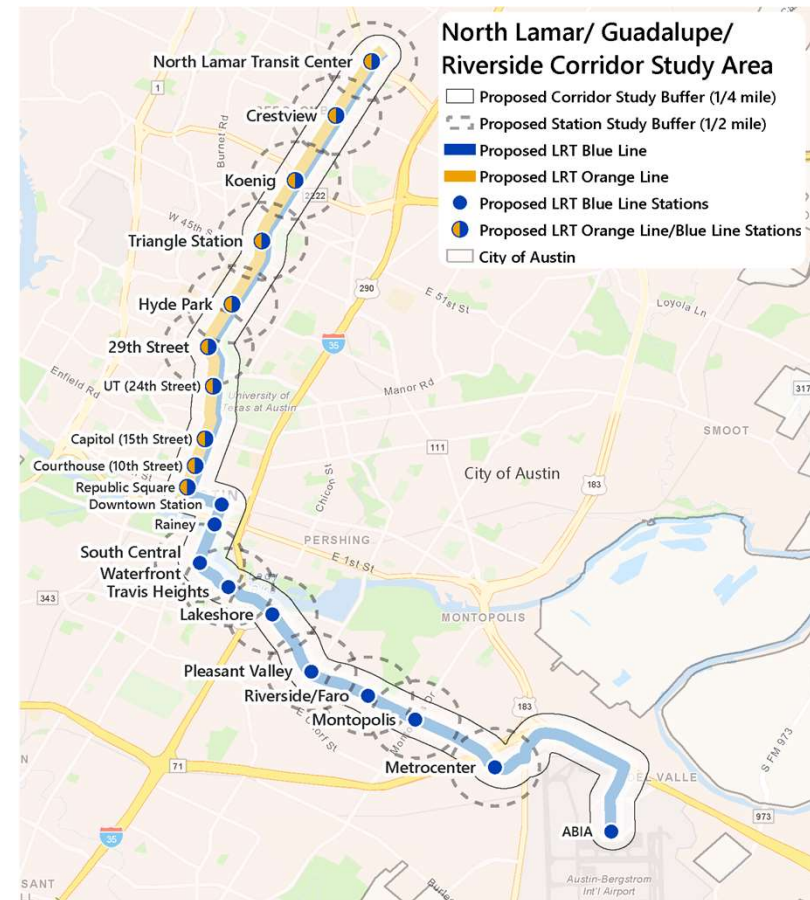 North Lamar/ Guadalupe/
Riverside Corridor Study Area
Proposed Corridor Study Buffer (1/4 mile)
Proposed Station Study Buffer (1/2 mile)
Proposed LRT Blue Line
Proposed LRT Orange Line
Proposed LRT Blue Line Stations
Proposed LRT Orange Line/Blue Line Stations
City of Austin
North Lamar Transit Center
1
Crestview
Burnet Rd
Koenig
2222
W 45th S
Triangle Station
290
E 51st St
Loyola Ln
Hyde Park
35
29th Street
Enfield Rd
UT (24th Street)
University of
Texas at Austin
Manor Rd
317
Capitol (15th Street)
111
SMOOT
Courthouse (10th Street)
City of Austin
Republic Square
Chicon St
183
Downtown Station
Rainey
PERSHING
E 1st St
South Central
Waterfront
Travis Heights
343
Lakeshore
MONTOPOLIS
Pleasant Valley
Riverside/Faro
Montopolis
183
S FM 973
71
Metrocenter
DEL VALLE
973
35
ABIA
Austin-Bergstrom
Int'l Airport